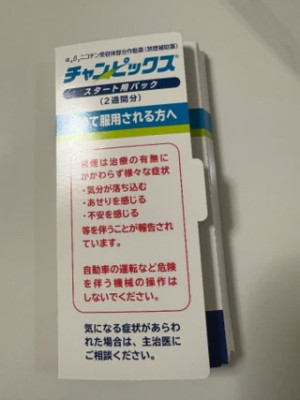 α₄β₂ニコチン受容体部分作動薬（禁煙補助薬）
チャンピックス®
スタート用パック
（2週間分）
て服用される方へ
煙は治療の有無に
かかわらず様々な症状
・気分が落ち込む
・あせりを感じる
・不安を感じる
等を伴うことが報告され
ています。
自動車の運転など危険
を伴う機械の操作は
しないでください。
気になる症状があらわ
れた場合は、主治医に
ご相談ください。